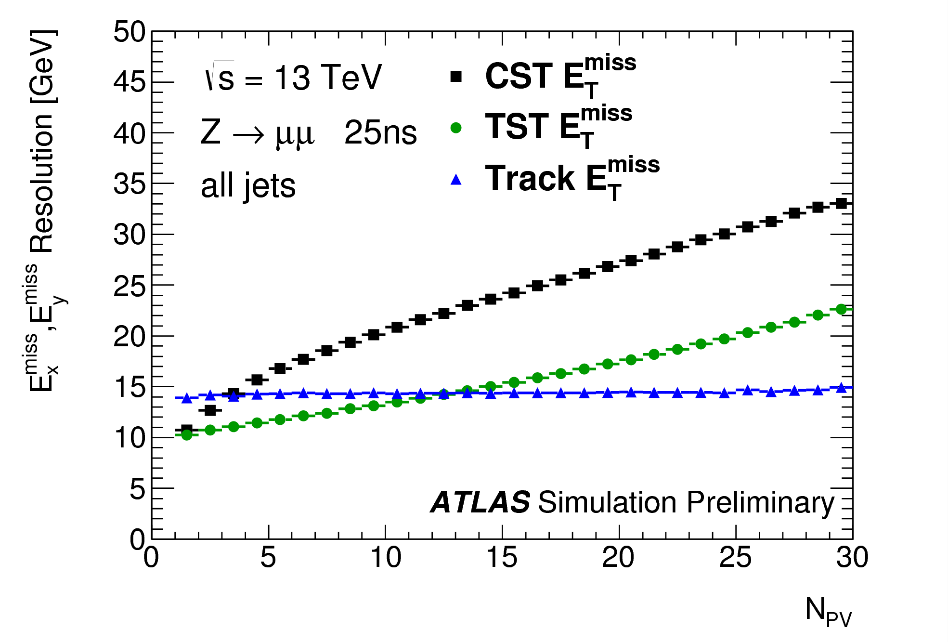 E_x^miss, E_y^miss Resolution [GeV]
50
45
40
35
30
25
20
15
10
5
0
√s = 13 TeV
Z → μμ 25ns
all jets
CST E_T^miss
TST E_T^miss
Track E_T^miss
ATLAS Simulation Preliminary
0 5 10 15 20 25 30
N_PV